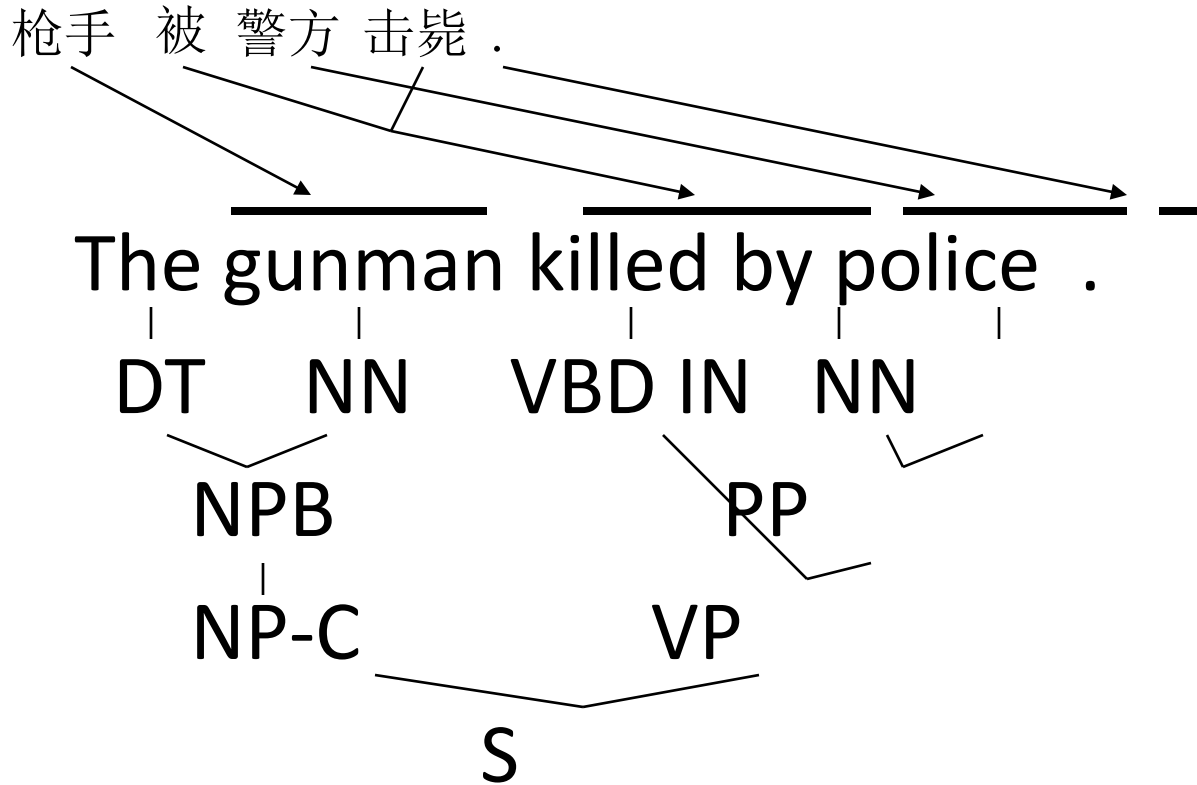 枪手 被 警方 击毙 .
The gunman killed by police .
DT NN VBD IN NN
NPB PP
NP-C VP
S